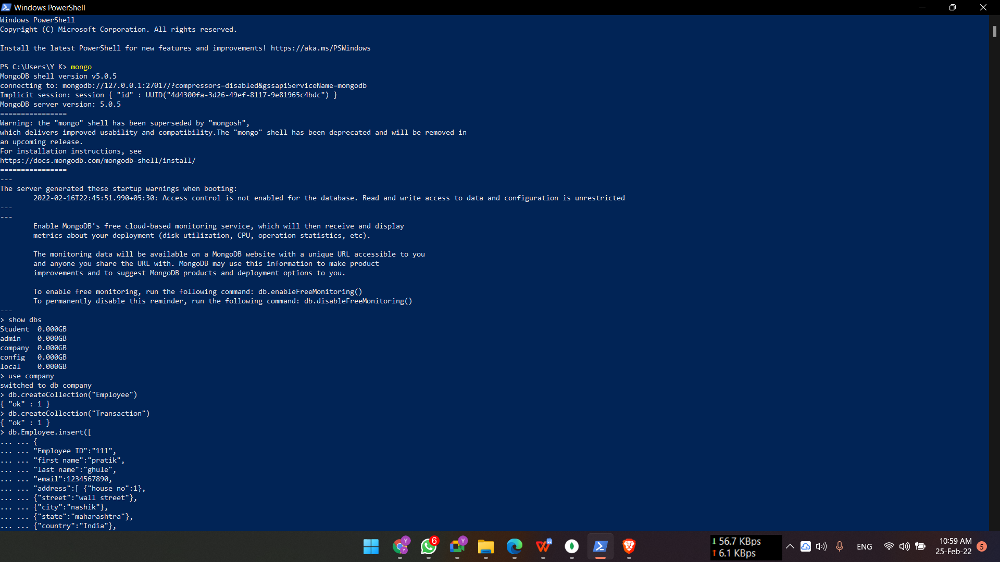 Windows PowerShell
Windows PowerShell
Copyright (C) Microsoft Corporation. All rights reserved.
Install the latest PowerShell for new features and improvements! https://aka.ms/PSWindows
PS C:\Users\Y K> mongo
MongoDB shell version v5.0.5
connecting to: mongodb://127.0.0.1:27017/?compressors=disabled&gssapiServiceName=mongodb
Implicit session: session { "id" : UUID("4d4300fa-3d26-49ef-8117-9e81965c4bdc") }
MongoDB server version: 5.0.5
================
Warning: the "mongo" shell has been superseded by "mongosh",
which delivers improved usability and compatibility.The "mongo" shell has been deprecated and will be removed in
an upcoming release.
For installation instructions, see
https://docs.mongodb.com/mongodb-shell/install/
================
---
The server generated these startup warnings when booting:
        2022-02-16T22:45:51.990+05:30: Access control is not enabled for the database. Read and write access to data and configuration is unrestricted
---
---
        Enable MongoDB's free cloud-based monitoring service, which will then receive and display
        metrics about your deployment (disk utilization, CPU, operation statistics, etc).
        The monitoring data will be available on a MongoDB website with a unique URL accessible to you
        and anyone you share the URL with. MongoDB may use this information to make product
        improvements and to suggest MongoDB products and deployment options to you.
        To enable free monitoring, run the following command: db.enableFreeMonitoring()
        To permanently disable this reminder, run the following command: db.disableFreeMonitoring()
---
> show dbs
Student  0.000GB
admin    0.000GB
company  0.000GB
config   0.000GB
local    0.000GB
> use company
switched to db company
> db.createCollection("Employee")
{ "ok" : 1 }
> db.createCollection("Transaction")
{ "ok" : 1 }
> db.Employee.insert([
... ... {
... ... "Employee ID":"111",
... ... "first name":"pratik",
... ... "last name":"ghule",
... ... "email":1234567890,
... ... "address":[ {"house no":1},
... ... {"street":"wall street"},
... ... {"city":"nashik"},
... ... {"state":"maharashtra"},
... ... {"country":"India"},
Y
Y
6
Y
W
↓ 56.7 KBps
↑ 6.1 KBps
ENG
10:59 AM
25-Feb-22
5